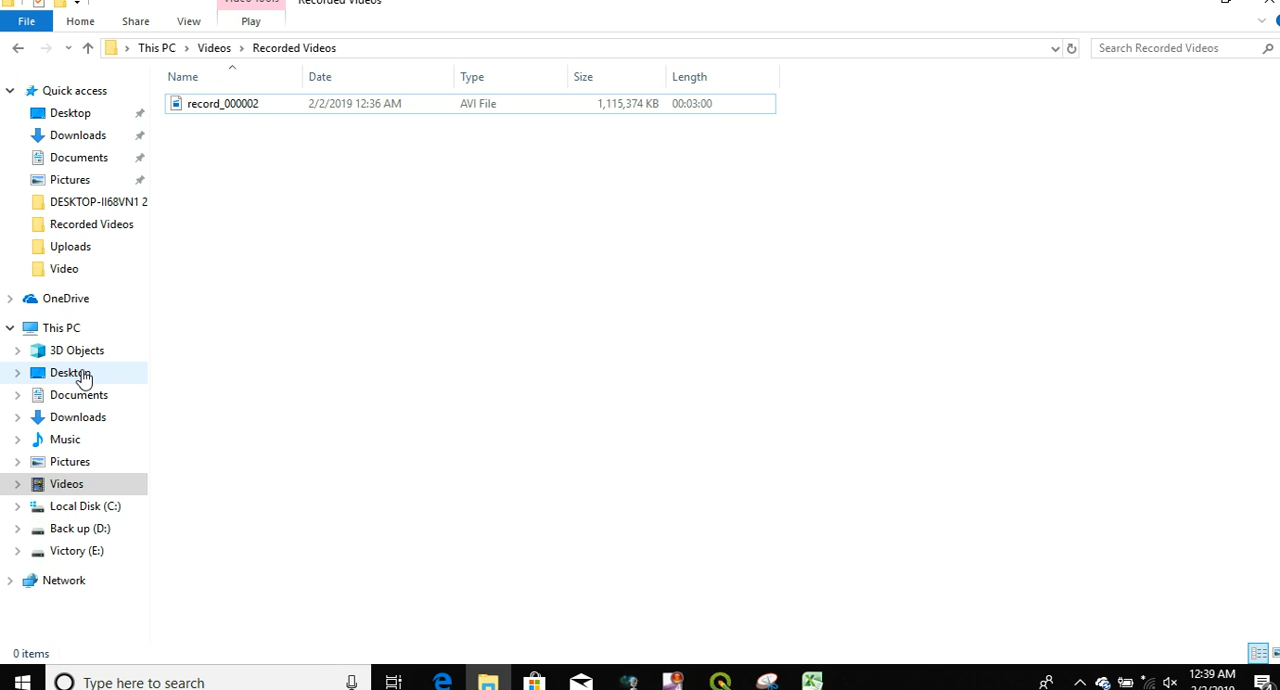 Video Tools Recorded Videos
File Home Share View Play
This PC Videos Recorded Videos Search Recorded Videos
Name Date Type Size Length
record_000002 2/2/2019 12:36 AM AVI File 1,115,374 KB 00:03:00
Quick access
Desktop
Downloads
Documents
Pictures
DESKTOP-II68VN1 2
Recorded Videos
Uploads
Video
OneDrive
This PC
3D Objects
Desktop
Documents
Downloads
Music
Pictures
Videos
Local Disk (C:)
Back up (D:)
Victory (E:)
Network
0 items
Type here to search 12:39 AM
2/2/2019